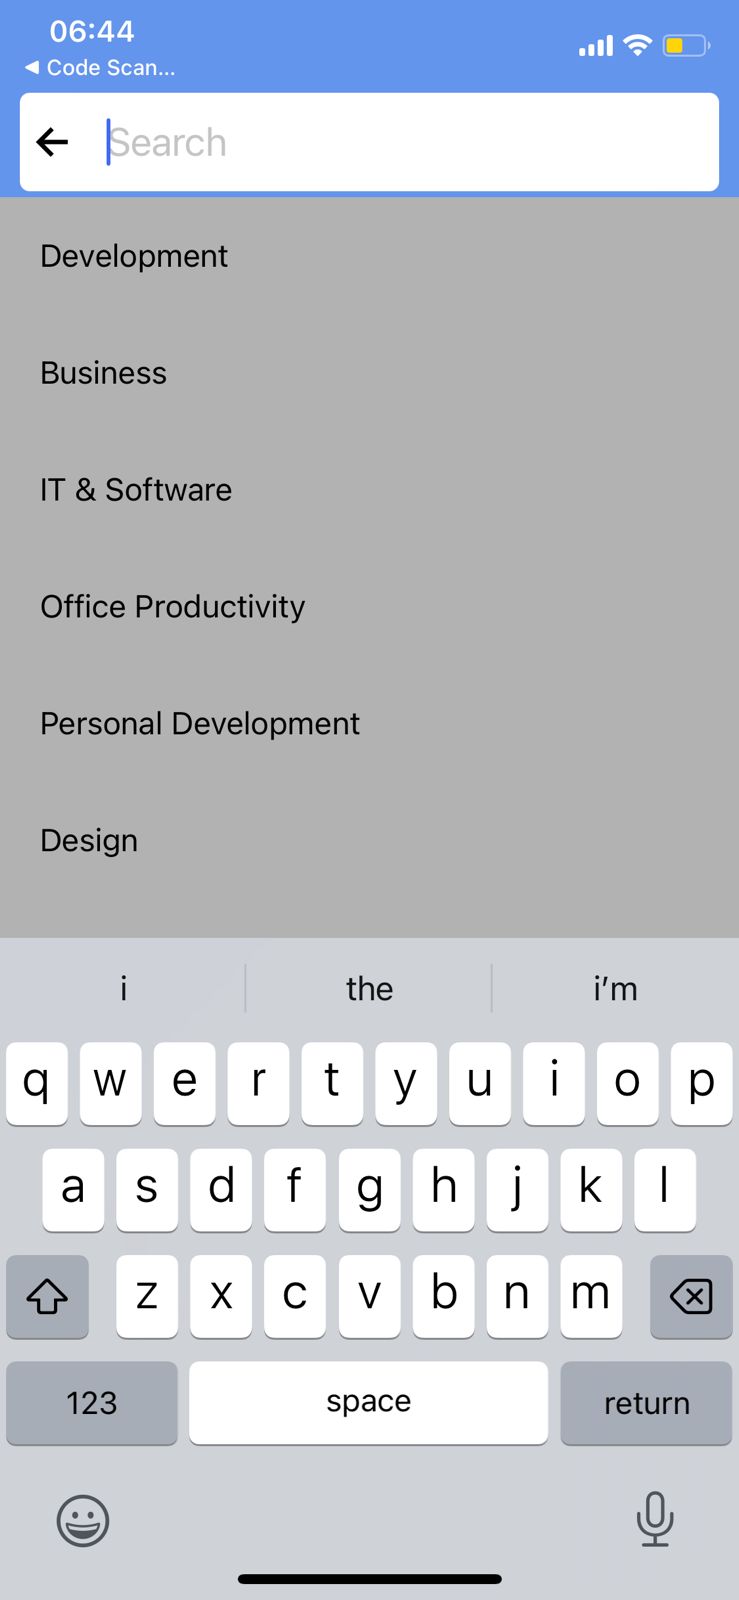 06:44
◀ Code Scan...
Search
Development
Business
IT & Software
Office Productivity
Personal Development
Design
i the i'm
q w e r t y u i o p
a s d f g h j k l
z x c v b n m
123 space return